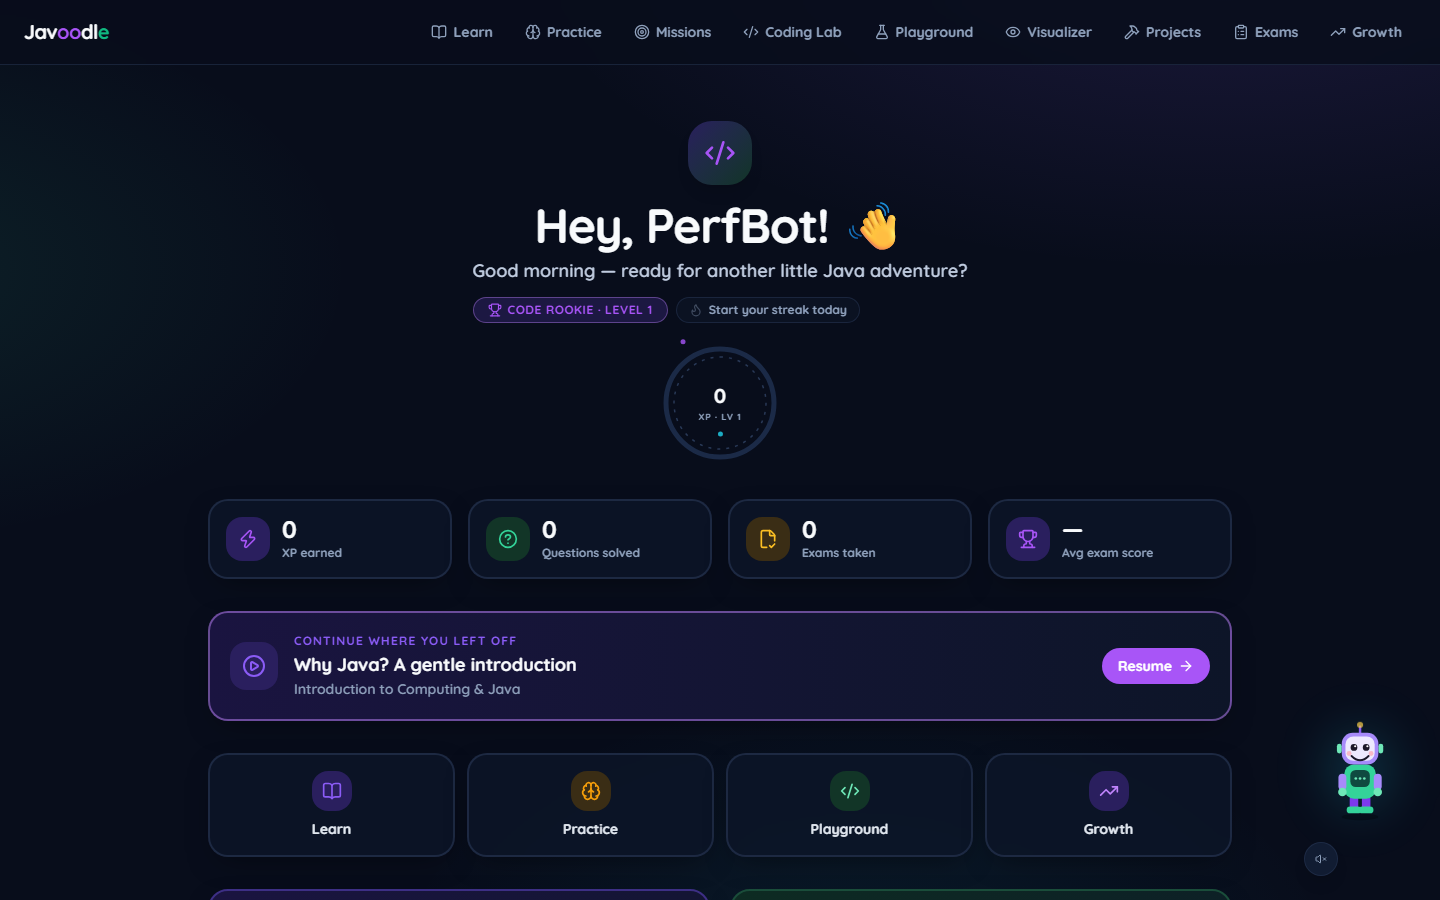 Javoodle
Learn
Practice
Missions
Coding Lab
Playground
Visualizer
Projects
Exams
Growth
Hey, PerfBot! 👋
Good morning — ready for another little Java adventure?
CODE ROOKIE · LEVEL 1
Start your streak today
0
XP · LV 1
0
XP earned
0
Questions solved
0
Exams taken
—
Avg exam score
CONTINUE WHERE YOU LEFT OFF
Why Java? A gentle introduction
Introduction to Computing & Java
Resume →
Learn
Practice
Playground
Growth